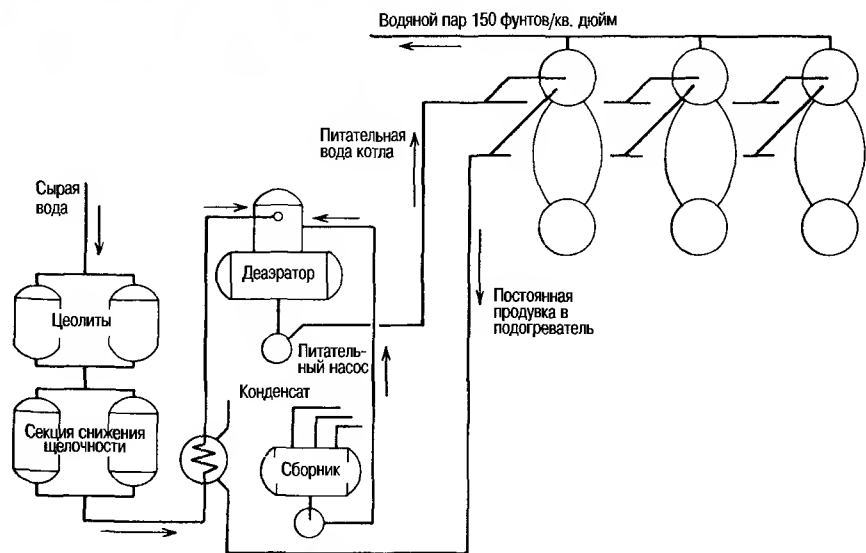 Водяной пар 150 фунтов/кв. дюйм
Питательная
вода котла
Сырая
вода
Деаэратор
Цеолиты
Постоянная
продувка в
подогреватель
Питатель-
ный насос
Конденсат
Секция снижения
щелочности
Сборник